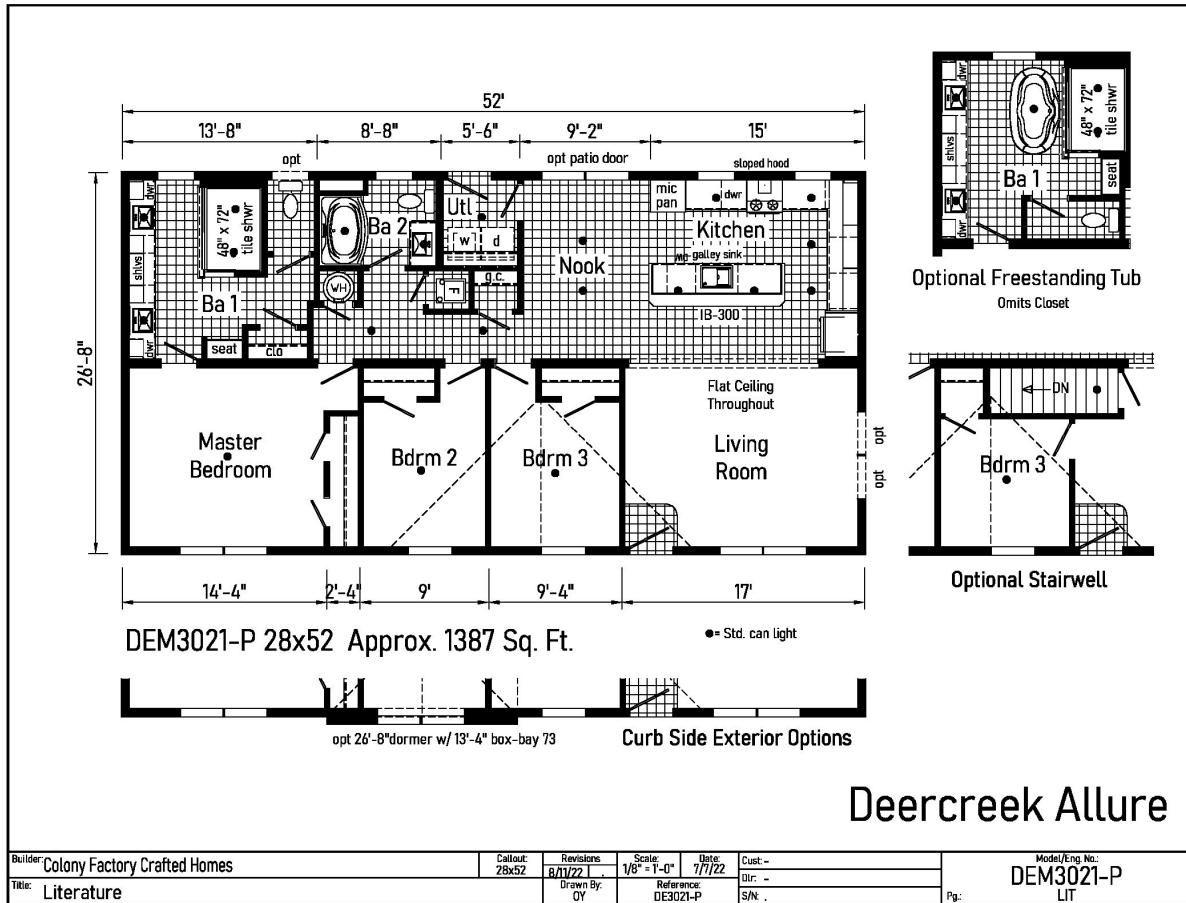 52'
13'-8" 8'-8" 5'-6" 9'-2" 15'
opt opt patio door sloped hood
26'-8"
dwr
shlvs
dwr
48" x 72"
tile shwr
Ba 1
seat
clo
Ba 2
WH
Utl
w d
F
g.c.
Nook
mic
pan
dwr
Kitchen
galley sink
IB-300
Flat Ceiling
Throughout
Master
Bedroom
Bdrm 2
Bdrm 3
Living
Room
opt
opt
14'-4" 2'-4" 9' 9'-4" 17'
DEM3021-P 28x52 Approx. 1387 Sq. Ft.
●= Std. can light
opt 26'-8"dormer w/ 13'-4" box-bay 73
Curb Side Exterior Options
dwr
shlvs
dwr
48" x 72"
tile shwr
seat
Ba 1
Optional Freestanding Tub
Omits Closet
DN
Bdrm 3
Optional Stairwell
Deercreek Allure
Builder: Colony Factory Crafted Homes
Title: Literature
Callout:
28x52
Revisions
8/11/22 .
Scale:
1/8" = 1'-0"
Date:
7/7/22
Drawn By:
OY
Reference:
DE3021-P
Cust: -
Dlr: -
S/N: .
Model/Eng. No.:
DEM3021-P
Pg.: LIT